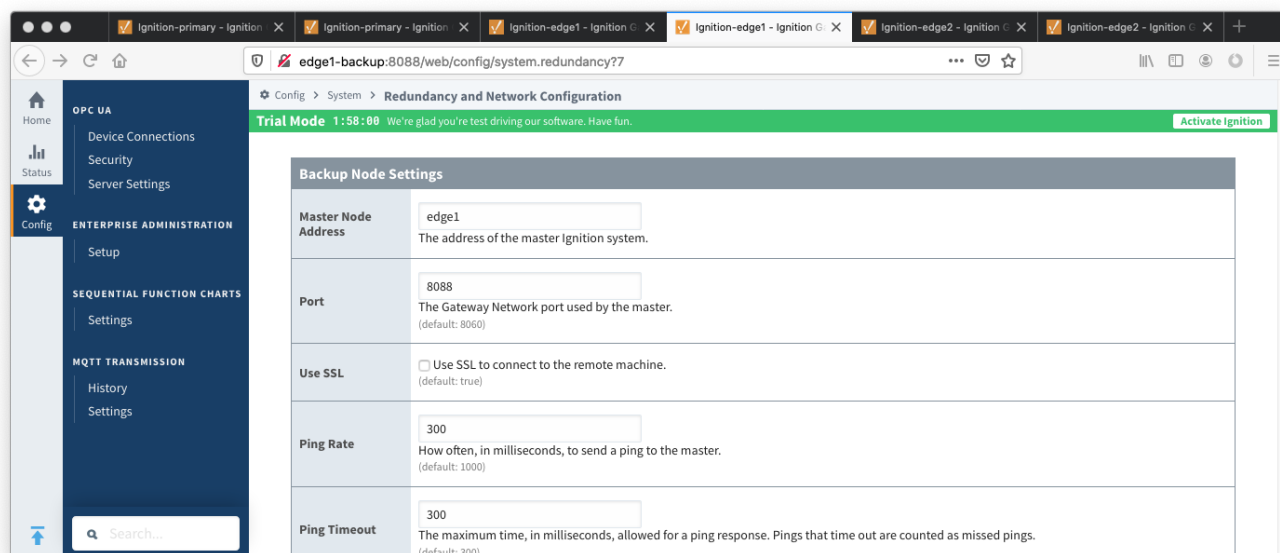 Ignition-primary - Ignition
Ignition-primary - Ignition
Ignition-edge1 - Ignition G
Ignition-edge1 - Ignition G
Ignition-edge2 - Ignition G
Ignition-edge2 - Ignition G
edge1-backup:8088/web/config/system.redundancy?7
Home
Status
Config
OPC UA
Device Connections
Security
Server Settings
ENTERPRISE ADMINISTRATION
Setup
SEQUENTIAL FUNCTION CHARTS
Settings
MQTT TRANSMISSION
History
Settings
Search...
Config > System > Redundancy and Network Configuration
Trial Mode 1:58:00 We're glad you're test driving our software. Have fun.
Activate Ignition
Backup Node Settings
Master Node
Address
edge1
The address of the master Ignition system.
Port
8088
The Gateway Network port used by the master.
(default: 8060)
Use SSL
Use SSL to connect to the remote machine.
(default: true)
Ping Rate
300
How often, in milliseconds, to send a ping to the master.
(default: 1000)
Ping Timeout
300
The maximum time, in milliseconds, allowed for a ping response. Pings that time out are counted as missed pings.
(default: 300)